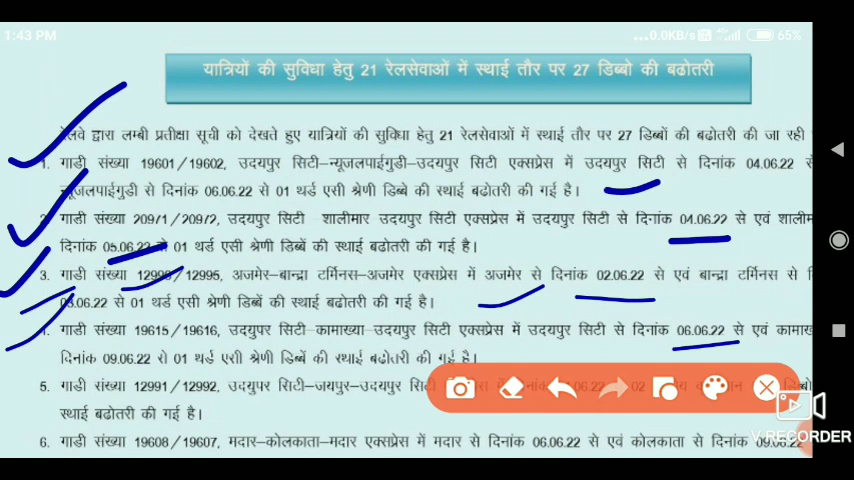 1:43 PM
...0.0KB/s 65%
यात्रियों की सुविधा हेतु 21 रेलसेवाओं में स्थाई तौर पर 27 डिब्बो की बढोतरी
रेलवे द्वारा लम्बी प्रतीक्षा सूची को देखते हुए यात्रियों की सुविधा हेतु 21 रेलसेवाओं में स्थाई तौर पर 27 डिब्बों की बढोतरी की जा रही
1. गाडी संख्या 19601/19602, उदयपुर सिटी–न्यूजलपाईगुडी–उदयपुर सिटी एक्सप्रेस में उदयपुर सिटी से दिनांक 04.06.22 से
न्यूजलपाईगुडी से दिनांक 06.06.22 से 01 थर्ड एसी श्रेणी डिब्बे की स्थाई बढोतरी की गई है।
2. गाडी संख्या 20971/20972, उदयपुर सिटी शालीमार उदयपुर सिटी एक्सप्रेस में उदयपुर सिटी से दिनांक 04.06.22 से एवं शालीम
दिनांक 05.06.22 से 01 थर्ड एसी श्रेणी डिब्बें की स्थाई बढोतरी की गई है।
3. गाडी संख्या 12996/12995, अजमेर–बान्द्रा टर्मिनस–अजमेर एक्सप्रेस में अजमेर से दिनांक 02.06.22 से एवं बान्द्रा टर्मिनस से
03.06.22 से 01 थर्ड एसी श्रेणी डिब्बें की स्थाई बढोतरी की गई है।
4. गाडी संख्या 19615/19616, उदयुपर सिटी–कामाख्या–उदयपुर सिटी एक्सप्रेस में उदयपुर सिटी से दिनांक 06.06.22 से एवं कामाख
दिनांक 09.06.22 से 01 थर्ड एसी श्रेणी डिब्बें की स्थाई बढोतरी की गई है।
5. गाडी संख्या 12991/12992, उदयुपर सिटी–जयपुर–उदयपुर सिटी
स्थाई बढोतरी की गई है।
6. गाडी संख्या 19608/19607, मदार–कोलकाता–मदार एक्सप्रेस में मदार से दिनांक 06.06.22 से एवं कोलकाता से दिनांक 09.06.22
V RECORDER